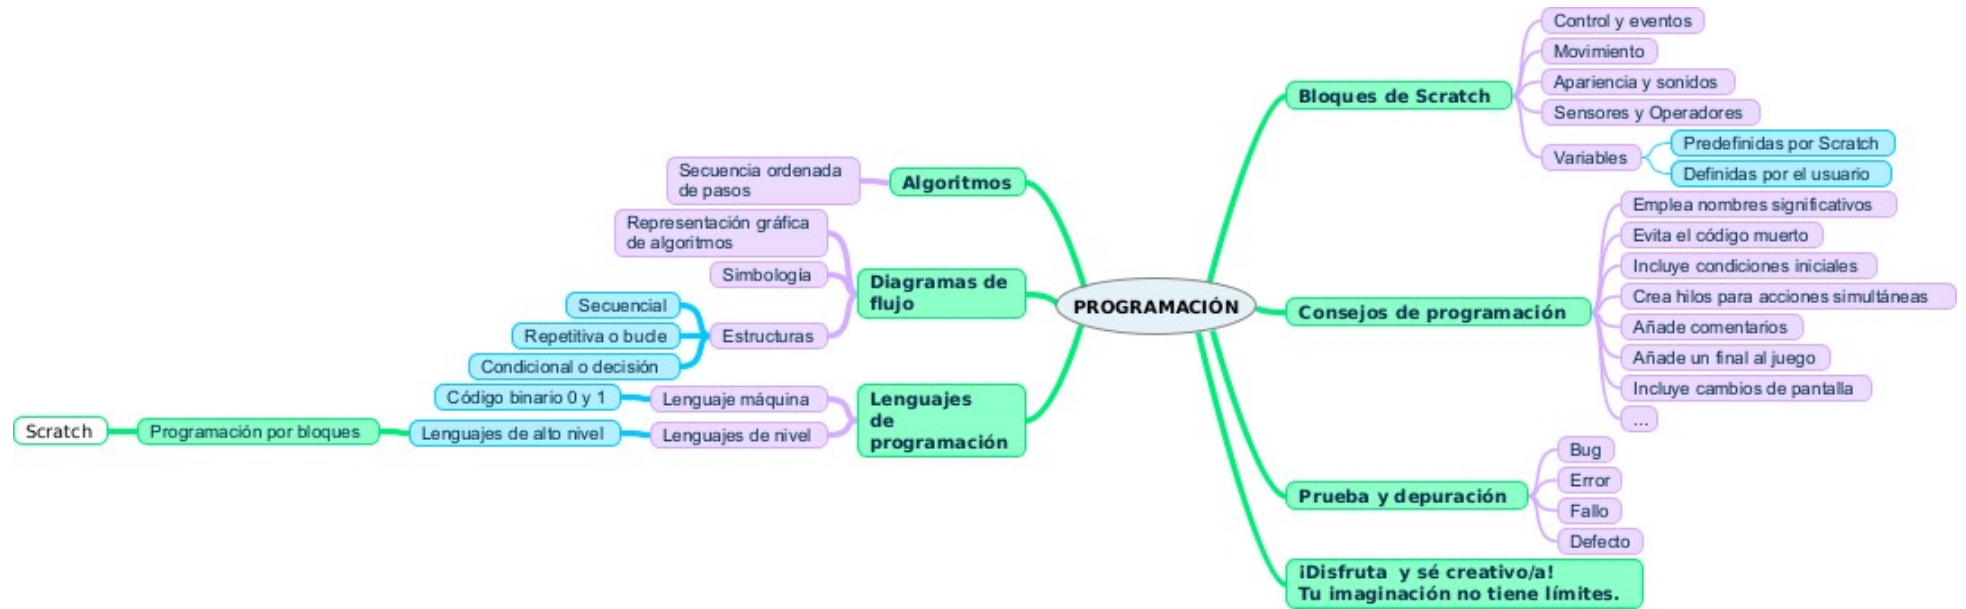 PROGRAMACIÓN
Algoritmos
Secuencia ordenada
de pasos
Diagramas de
flujo
Representación gráfica
de algoritmos
Simbología
Estructuras
Secuencial
Repetitiva o bucle
Condicional o decisión
Lenguajes
de
programación
Lenguaje máquina
Código binario 0 y 1
Lenguajes de nivel
Lenguajes de alto nivel
Programación por bloques
Scratch
Bloques de Scratch
Control y eventos
Movimiento
Apariencia y sonidos
Sensores y Operadores
Variables
Predefinidas por Scratch
Definidas por el usuario
Consejos de programación
Emplea nombres significativos
Evita el código muerto
Incluye condiciones iniciales
Crea hilos para acciones simultáneas
Añade comentarios
Añade un final al juego
Incluye cambios de pantalla
...
Prueba y depuración
Bug
Error
Fallo
Defecto
¡Disfruta y sé creativo/a!
Tu imaginación no tiene límites.